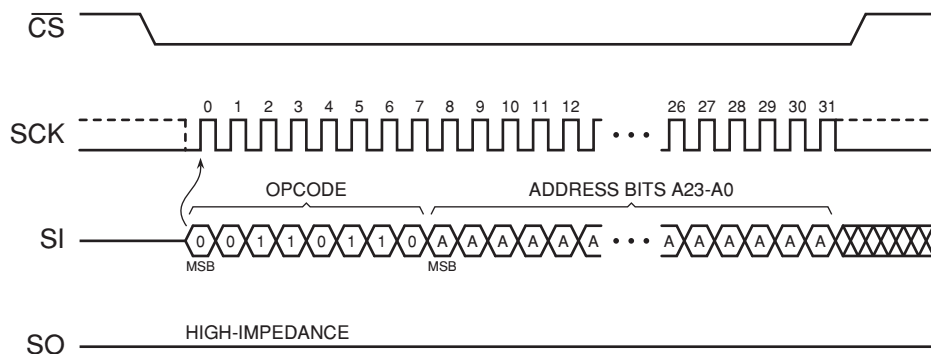 CS
0 1 2 3 4 5 6 7 8 9 10 11 12 26 27 28 29 30 31
SCK
OPCODE ADDRESS BITS A23-A0
SI 0 0 1 1 0 1 1 0 A A A A A A A A A A A A
MSB MSB
HIGH-IMPEDANCE
SO